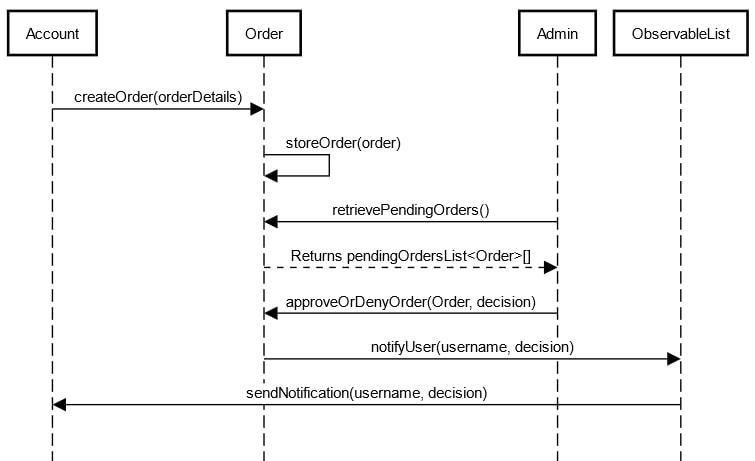 Account
Order
Admin
ObservableList
createOrder(orderDetails)
storeOrder(order)
retrievePendingOrders()
Returns pendingOrdersList<Order>[]
approveOrDenyOrder(Order, decision)
notifyUser(username, decision)
sendNotification(username, decision)